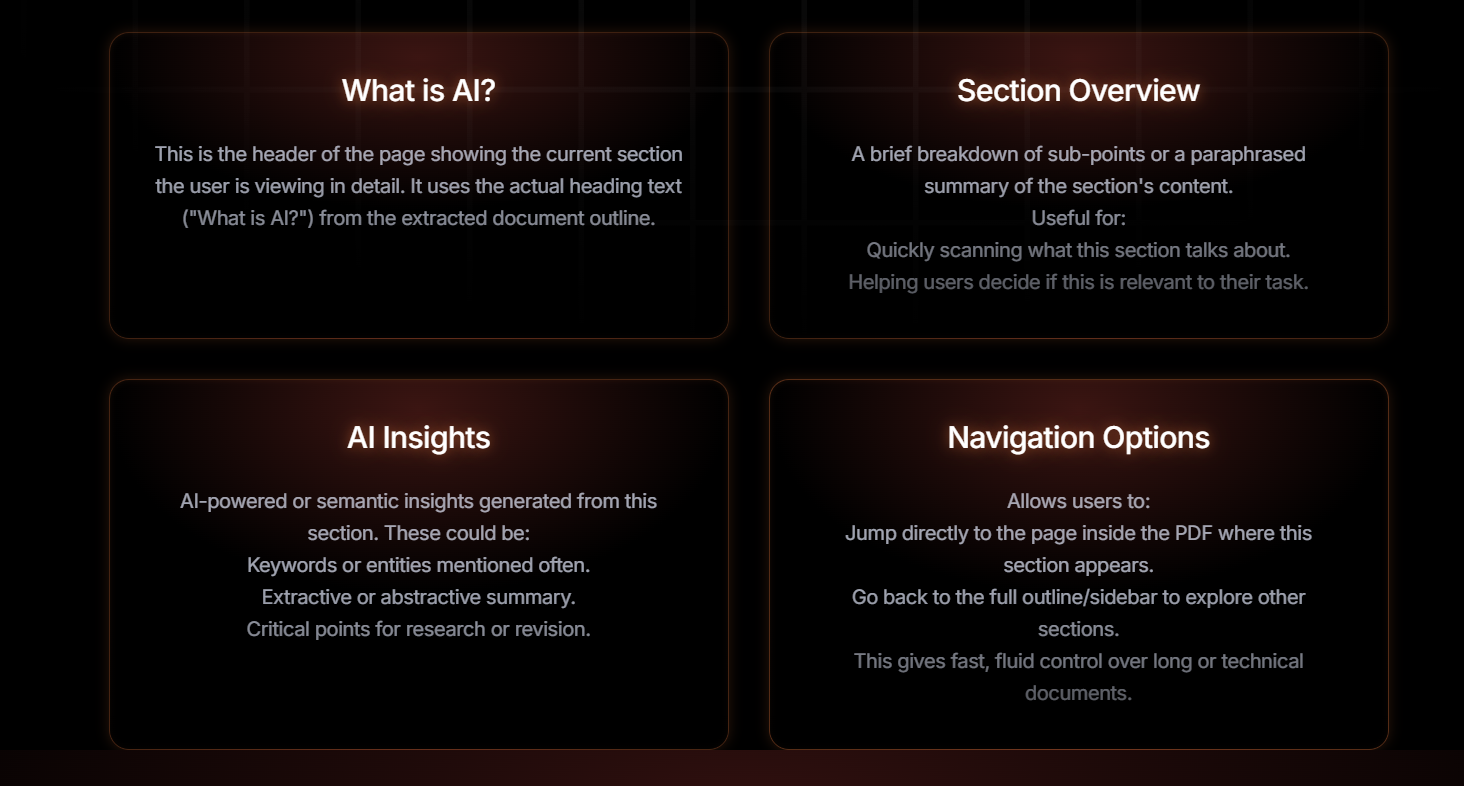 What is AI?
This is the header of the page showing the current section
the user is viewing in detail. It uses the actual heading text
("What is AI?") from the extracted document outline.
Section Overview
A brief breakdown of sub-points or a paraphrased
summary of the section's content.
Useful for:
Quickly scanning what this section talks about.
Helping users decide if this is relevant to their task.
AI Insights
AI-powered or semantic insights generated from this
section. These could be:
Keywords or entities mentioned often.
Extractive or abstractive summary.
Critical points for research or revision.
Navigation Options
Allows users to:
Jump directly to the page inside the PDF where this
section appears.
Go back to the full outline/sidebar to explore other
sections.
This gives fast, fluid control over long or technical
documents.